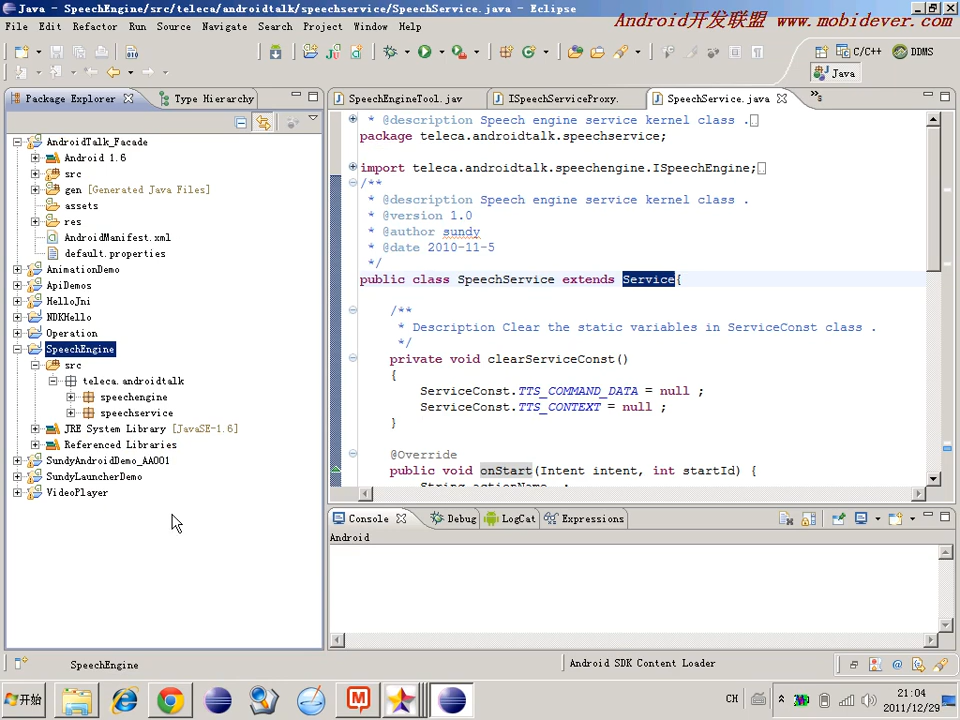 Java - SpeechEngine/src/teleca/androidtalk/speechservice/SpeechService.java - Eclipse
Android开发联盟 www.mobidever.com
File Edit Refactor Run Source Navigate Search Project Window Help
C/C++ DDMS
Java
Package Explorer Type Hierarchy
SpeechEngineTool.jav ISpeechServiceProxy. SpeechService.java »5
AndroidTalk_Facade
Android 1.6
src
gen [Generated Java Files]
assets
res
AndroidManifest.xml
default.properties
AnimationDemo
ApiDemos
HelloJni
NDKHello
Operation
SpeechEngine
src
teleca.androidtalk
speechengine
speechservice
JRE System Library [JavaSE-1.6]
Referenced Libraries
SundyAndroidDemo_AA001
SundyLauncherDemo
VideoPlayer
* @description Speech engine service kernel class .
package teleca.androidtalk.speechservice;
import teleca.androidtalk.speechengine.ISpeechEngine;
/**
* @description Speech engine service kernel class .
* @version 1.0
* @author sundy
* @date 2010-11-5
*/
public class SpeechService extends Service{
/**
* Description Clear the static variables in ServiceConst class .
*/
private void clearServiceConst()
{
ServiceConst.TTS_COMMAND_DATA = null ;
ServiceConst.TTS_CONTEXT = null ;
}
@Override
public void onStart(Intent intent, int startId) {
String actionName ;
Console Debug LogCat Expressions
Android
SpeechEngine
Android SDK Content Loader
开始
CH
21:04
2011/12/29